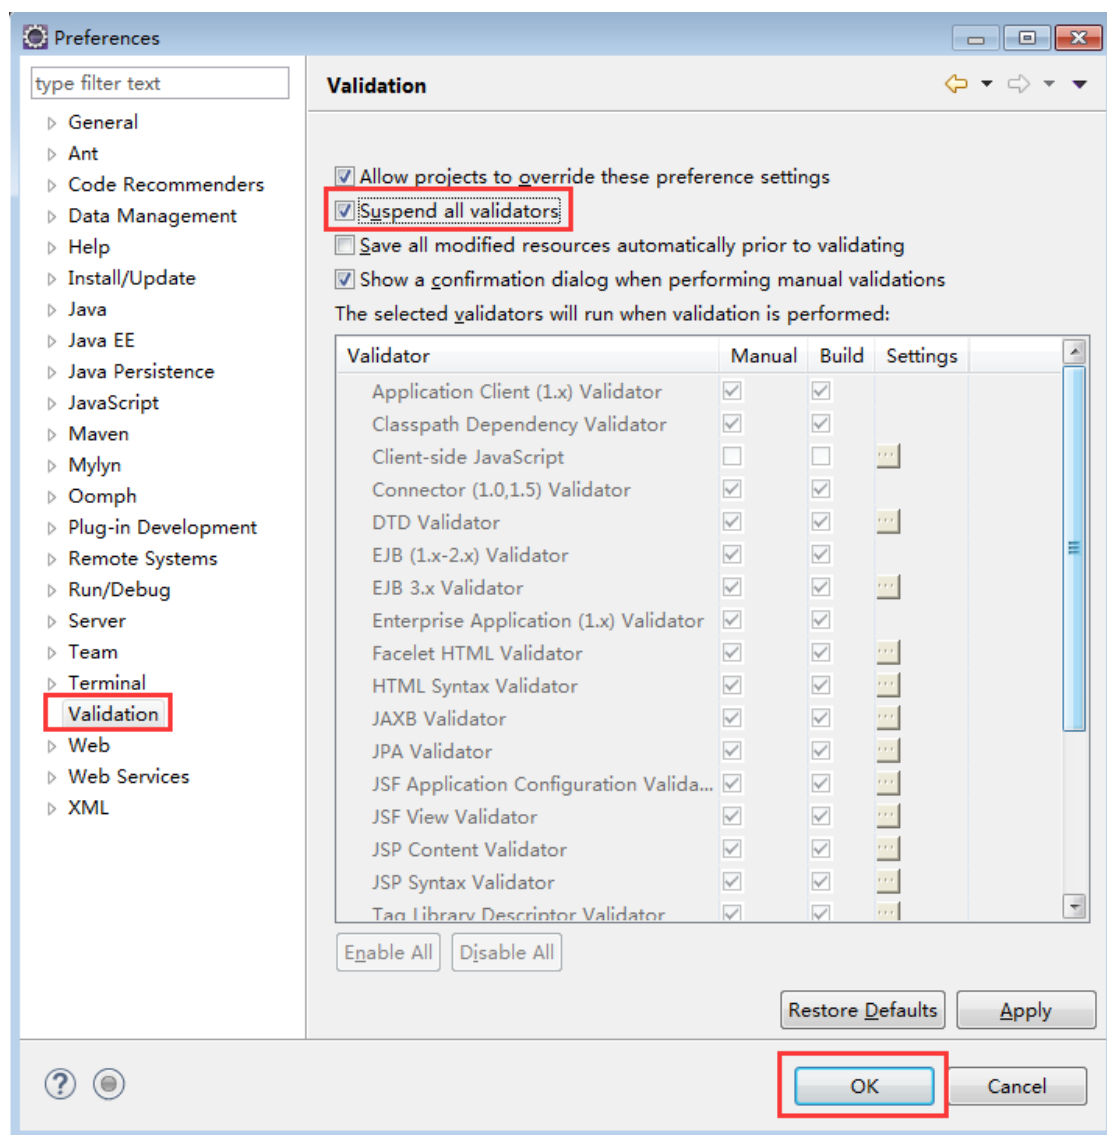 Preferences
type filter text
Validation
General
Ant
Code Recommenders
Data Management
Help
Install/Update
Java
Java EE
Java Persistence
JavaScript
Maven
Mylyn
Oomph
Plug-in Development
Remote Systems
Run/Debug
Server
Team
Terminal
Validation
Web
Web Services
XML
Allow projects to override these preference settings
Suspend all validators
Save all modified resources automatically prior to validating
Show a confirmation dialog when performing manual validations
The selected validators will run when validation is performed:
Validator Manual Build Settings
Application Client (1.x) Validator
Classpath Dependency Validator
Client-side JavaScript
Connector (1.0,1.5) Validator
DTD Validator
EJB (1.x-2.x) Validator
EJB 3.x Validator
Enterprise Application (1.x) Validator
Facelet HTML Validator
HTML Syntax Validator
JAXB Validator
JPA Validator
JSF Application Configuration Valida...
JSF View Validator
JSP Content Validator
JSP Syntax Validator
Tag Library Descriptor Validator
Enable All Disable All
Restore Defaults Apply
OK Cancel